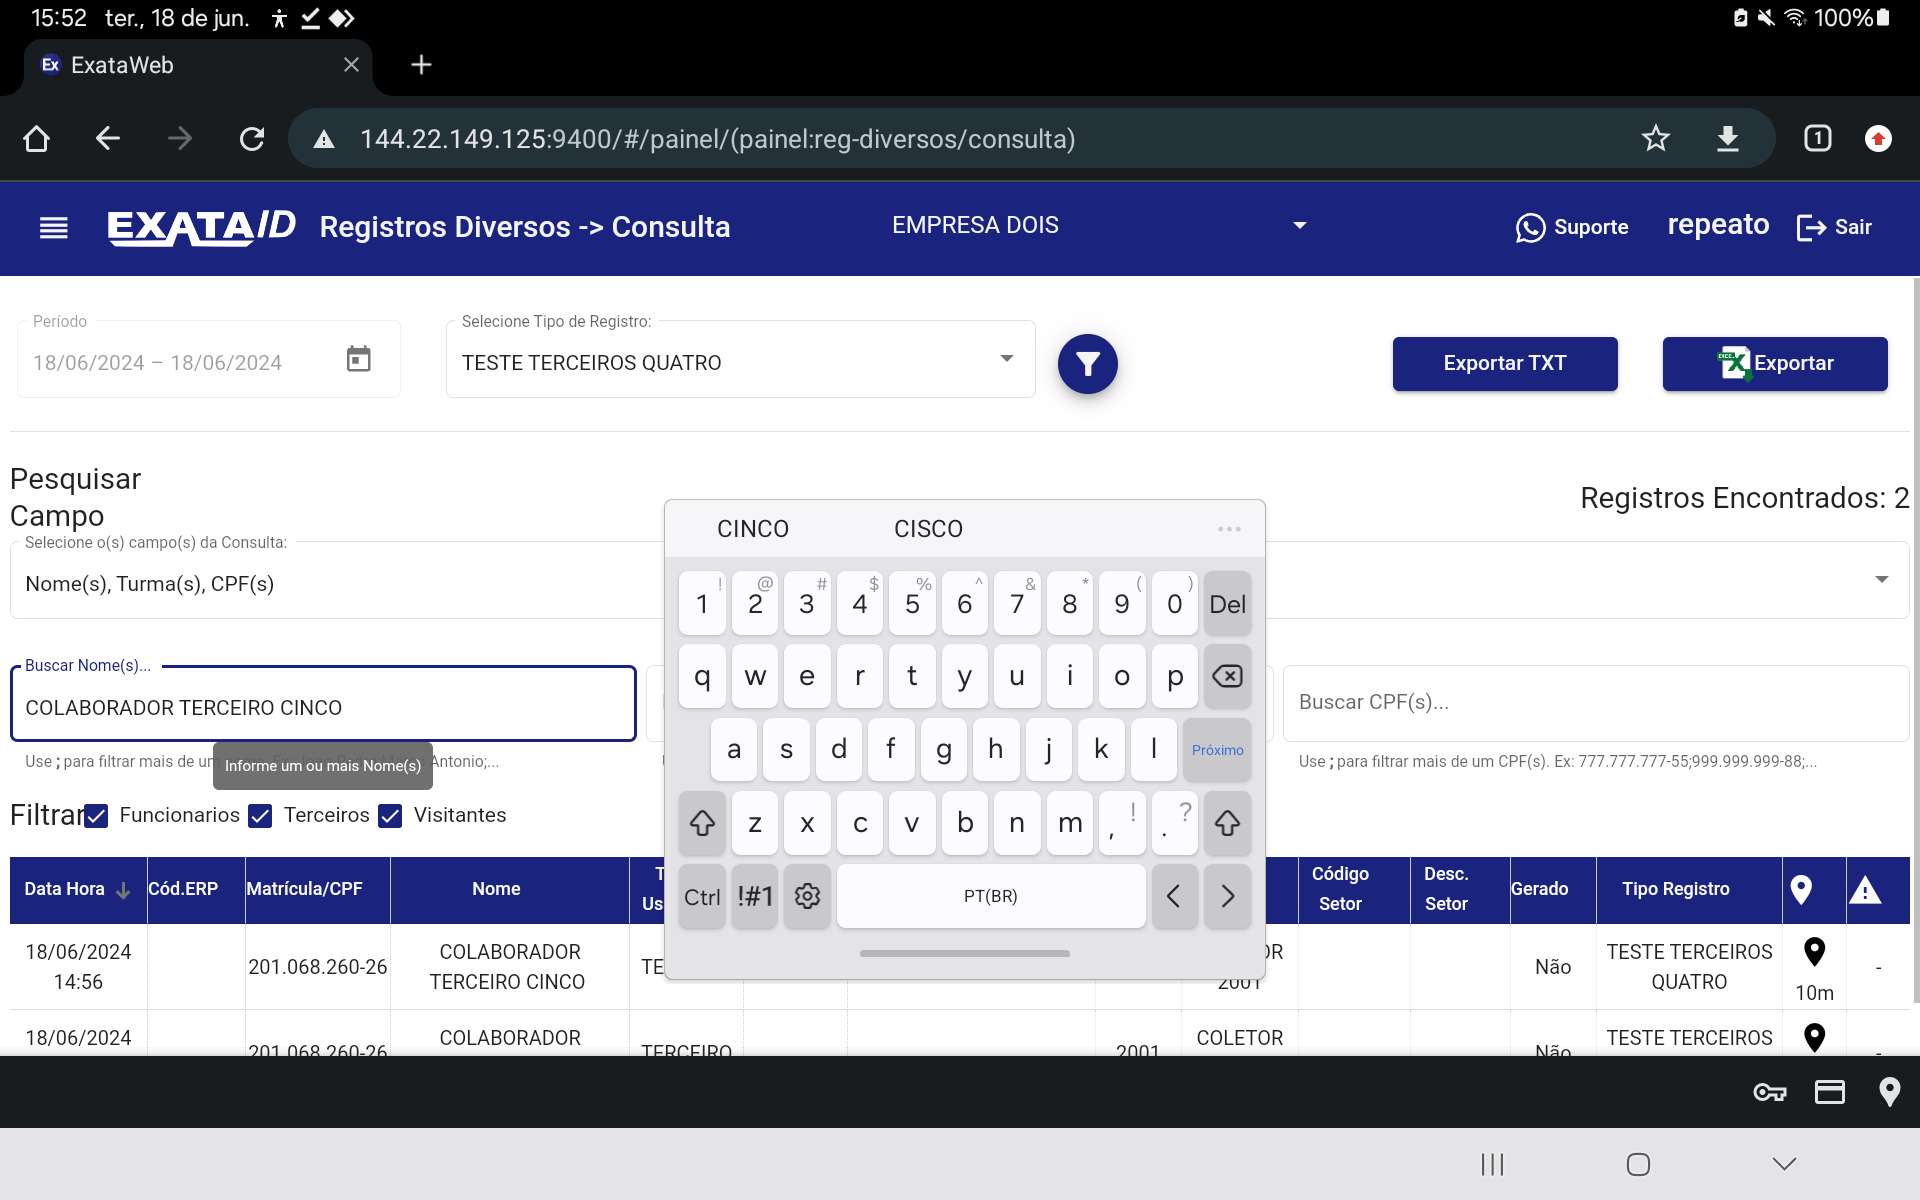 15:52 ter., 18 de jun.
100%
Ex ExataWeb
144.22.149.125:9400/#/painel/(painel:reg-diversos/consulta)
1
EXATA/ID Registros Diversos -> Consulta
EMPRESA DOIS
Suporte
repeato
Sair
Período
18/06/2024 – 18/06/2024
Selecione Tipo de Registro:
TESTE TERCEIROS QUATRO
Exportar TXT
Exportar
Pesquisar
Campo
Registros Encontrados: 2
Selecione o(s) campo(s) da Consulta:
Nome(s), Turma(s), CPF(s)
Buscar Nome(s)...
COLABORADOR TERCEIRO CINCO
Buscar CPF(s)...
Use ; para filtrar mais de um
Antonio;...
Informe um ou mais Nome(s)
Use ; para filtrar mais de um CPF(s). Ex: 777.777.777-55;999.999.999-88;...
Filtrar Funcionarios Terceiros Visitantes
CINCO CISCO
! @ # $ % ^ & * ( )
1 2 3 4 5 6 7 8 9 0 Del
q w e r t y u i o p
a s d f g h j k l Próximo
z x c v b n m , ! . ?
Ctrl !#1 PT(BR) < >
Data Hora Cód.ERP Matrícula/CPF Nome
Código Setor
Desc. Setor
Gerado Tipo Registro
18/06/2024 14:56
201.068.260-26
COLABORADOR TERCEIRO CINCO
TE
OR
2001
Não
TESTE TERCEIROS QUATRO
10m
-
18/06/2024
201.068.260-26
COLABORADOR
TERCEIRO
2001
COLETOR
Não
TESTE TERCEIROS
-